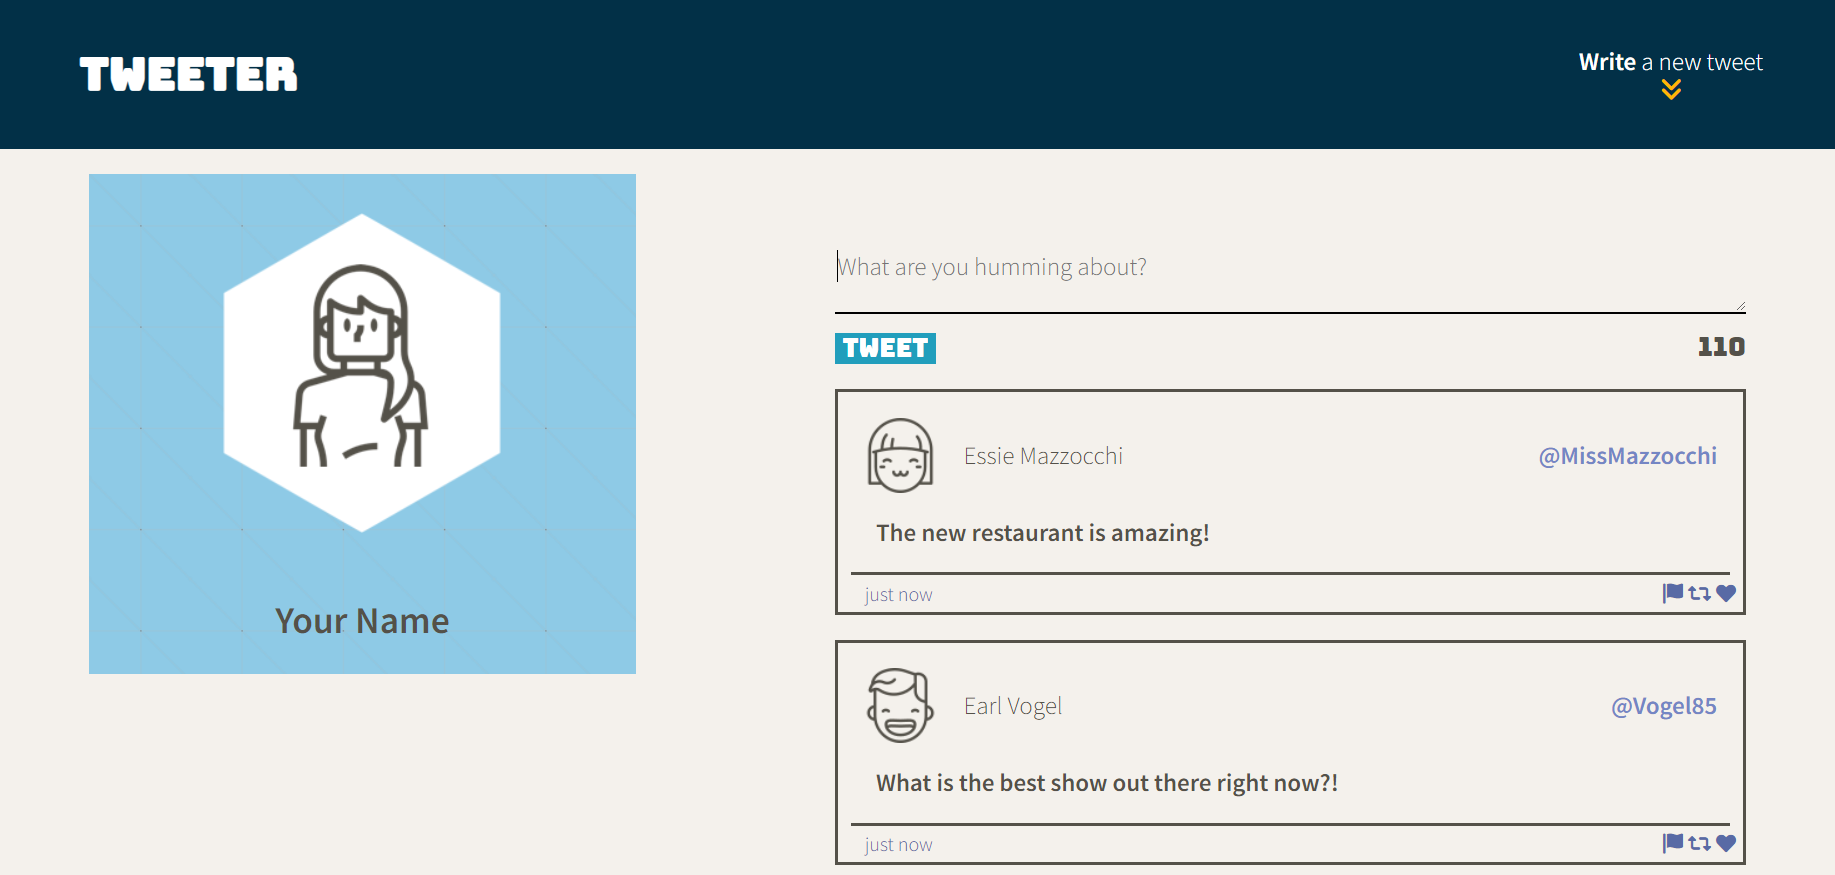 TWEETER
Write a new tweet
Your Name
What are you humming about?
TWEET
110
Essie Mazzocchi
@MissMazzocchi
The new restaurant is amazing!
just now
Earl Vogel
@Vogel85
What is the best show out there right now?!
just now